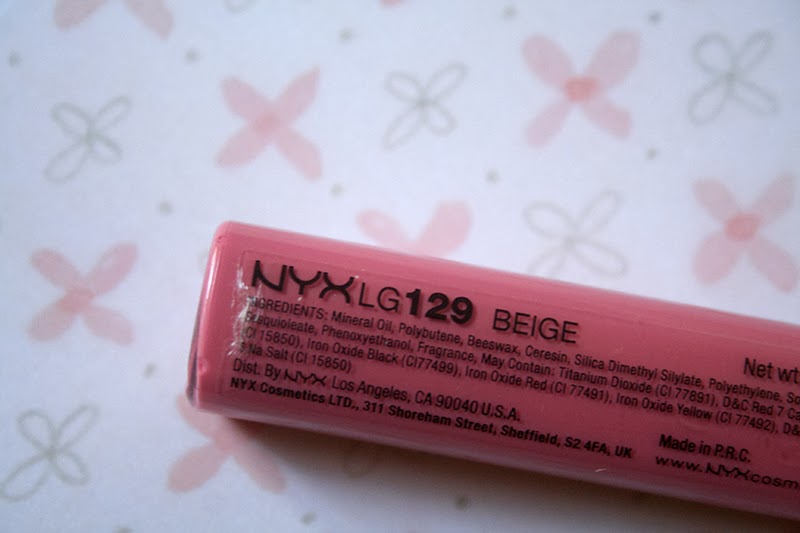 NYX LG129 BEIGE
INGREDIENTS: Mineral Oil, Polybutene, Beeswax, Ceresin, Silica Dimethyl Silylate, Polyethylene,
Phenoxyethanol, Fragrance, May Contain: Titanium Dioxide (CI 77891), D&C Red 7
(CI 15850), Iron Oxide Black (CI77499), Iron Oxide Red (CI 77491), Iron Oxide Yellow (CI 77492),
Na Salt (CI 15850)
Net wt
Dist. By NYX Los Angeles, CA 90040 U.S.A.
NYX Cosmetics LTD., 311 Shoreham Street, Sheffield, S2 4FA, UK
Made in P.R.C.